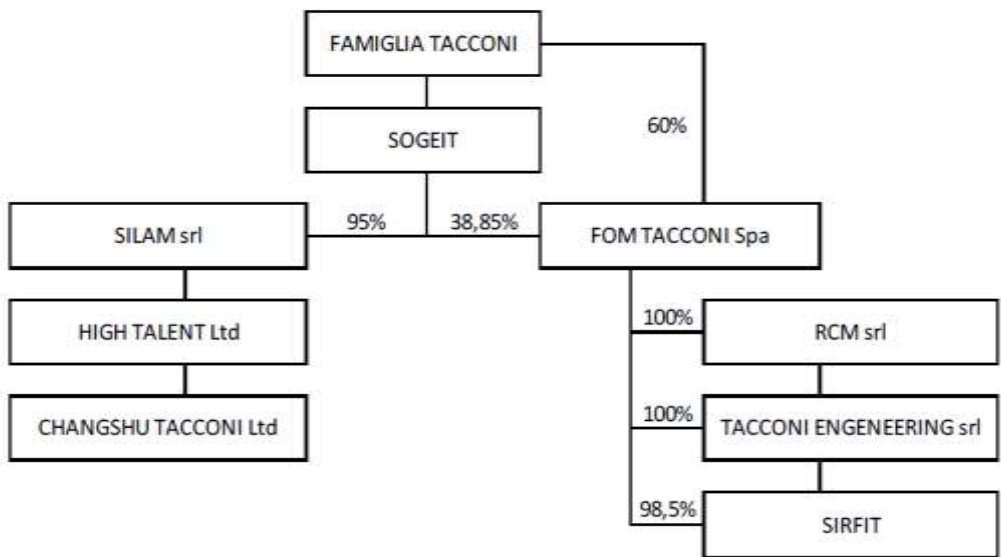 FAMIGLIA TACCONI
60%
SOGEIT
95%
38,85%
SILAM srl
FOM TACCONI Spa
HIGH TALENT Ltd
100%
RCM srl
CHANGSHU TACCONI Ltd
100%
TACCONI ENGENEERING srl
98,5%
SIRFIT